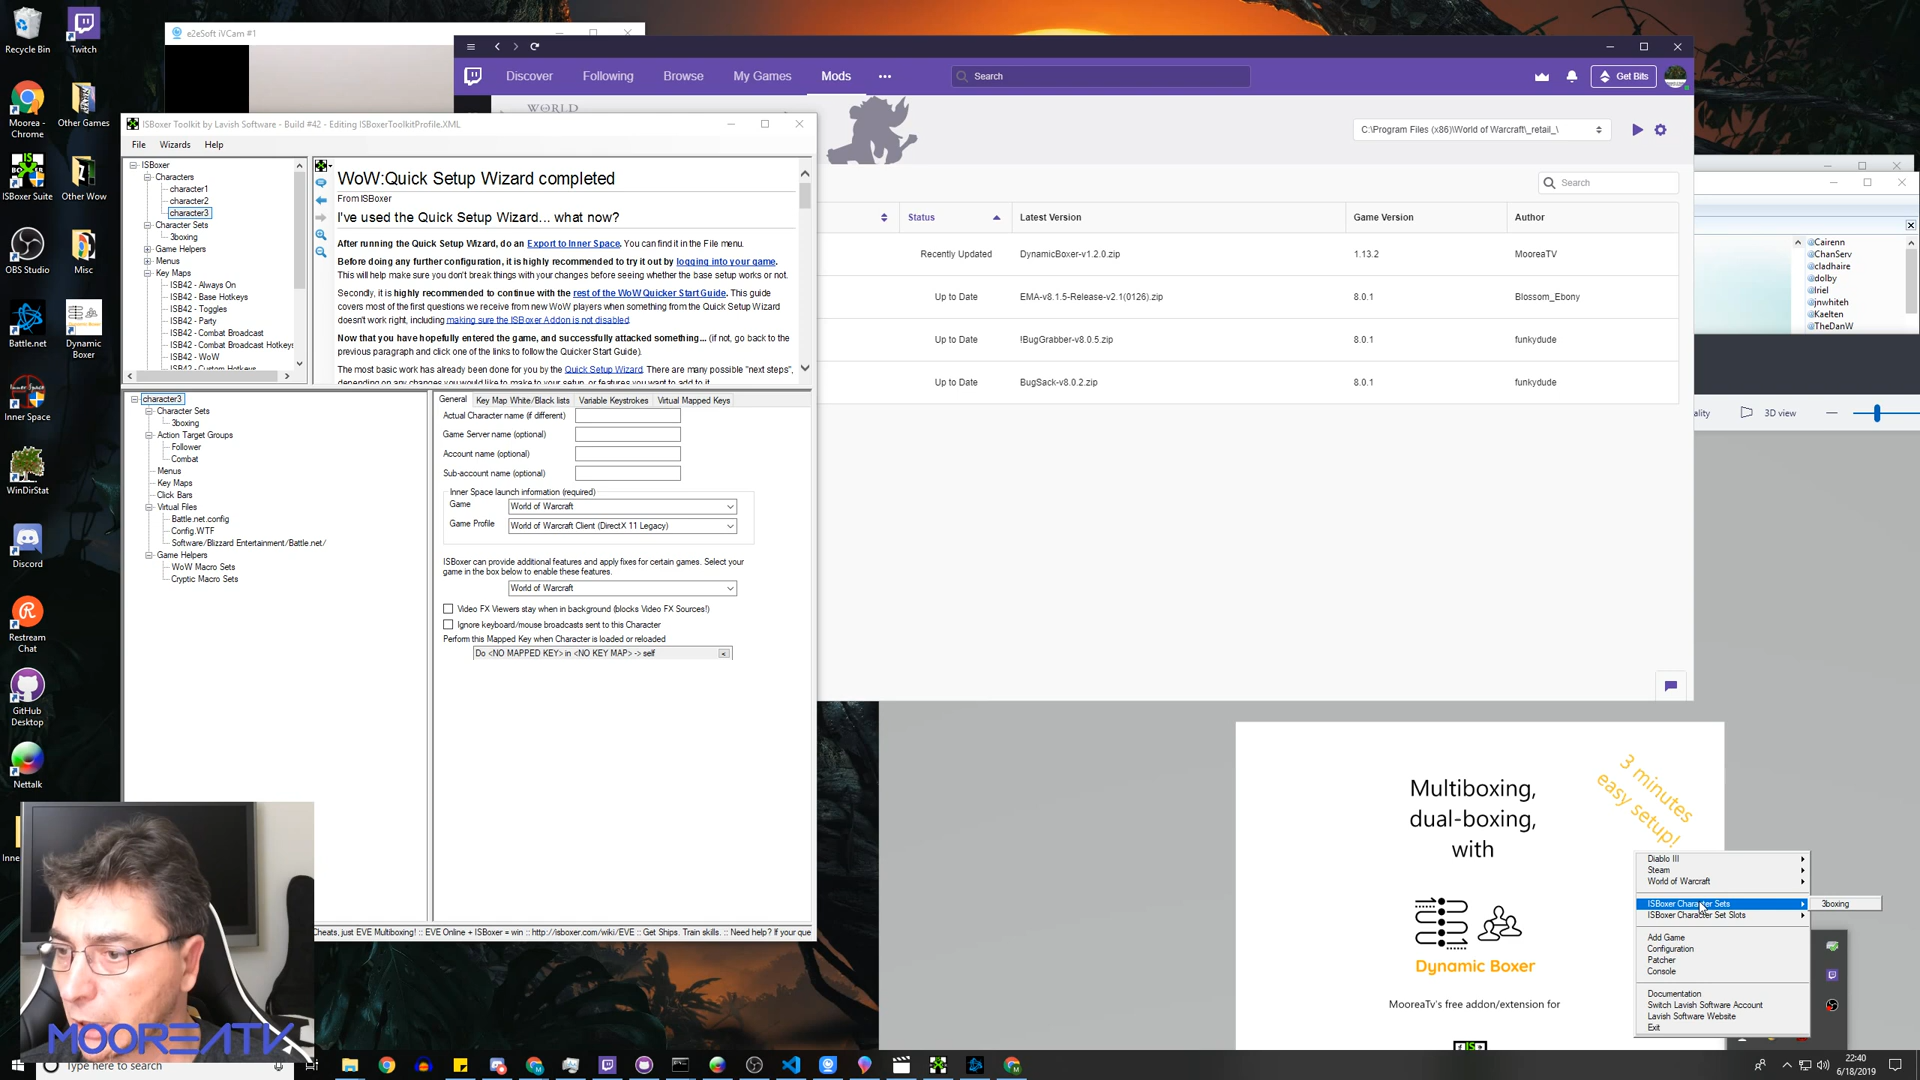 Recycle Bin
Twitch
Moorea - Chrome
Other Games
ISBoxer Suite
Other Wow
OBS Studio
Misc
Battle.net
Dynamic Boxer
Inner Space
WinDirStat
Discord
Restream Chat
GitHub Desktop
Nettalk
e2eSoft iVCam #1
Discover
Following
Browse
My Games
Mods
Search
Get Bits
WORLD
C:\Program Files (x86)\World of Warcraft\_retail_\
Search
Status
Latest Version
Game Version
Author
Recently Updated
DynamicBoxer-v1.2.0.zip
1.13.2
MooreaTV
Up to Date
EMA-v8.1.5-Release-v2.1(0126).zip
8.0.1
Blossom_Ebony
Up to Date
!BugGrabber-v8.0.5.zip
8.0.1
funkydude
Up to Date
BugSack-v8.0.2.zip
8.0.1
funkydude
ISBoxer Toolkit by Lavish Software - Build #42 - Editing ISBoxerToolkitProfile.XML
File
Wizards
Help
ISBoxer
Characters
character1
character2
character3
Character Sets
3boxing
Game Helpers
Menus
Key Maps
ISB42 - Always On
ISB42 - Base Hotkeys
ISB42 - Toggles
ISB42 - Party
ISB42 - Combat Broadcast
ISB42 - Combat Broadcast Hotkeys
ISB42 - WoW
ISB42 - Custom Hotkeys
WoW:Quick Setup Wizard completed
From ISBoxer
I've used the Quick Setup Wizard... what now?
After running the Quick Setup Wizard, do an Export to Inner Space. You can find it in the File menu.
Before doing any further configuration, it is highly recommended to try it out by logging into your game.
This will help make sure you don't break things with your changes before seeing whether the base setup works or not.
Secondly, it is highly recommended to continue with the rest of the WoW Quicker Start Guide. This guide
covers most of the first questions we receive from new WoW players when something from the Quick Setup Wizard
doesn't work right, including making sure the ISBoxer Addon is not disabled.
Now that you have hopefully entered the game, and successfully attacked something... (if not, go back to the
previous paragraph and click one of the links to follow the Quicker Start Guide).
The most basic work has already been done for you by the Quick Setup Wizard. There are many possible "next steps",
depending on any changes you would like to make to your setup, or features you want to add to it.
character3
Character Sets
3boxing
Action Target Groups
Follower
Combat
Menus
Key Maps
Click Bars
Virtual Files
Battle.net.config
Config.WTF
Software/Blizzard Entertainment/Battle.net/
Game Helpers
WoW Macro Sets
Cryptic Macro Sets
General
Key Map White/Black lists
Variable Keystrokes
Virtual Mapped Keys
Actual Character name (if different)
Game Server name (optional)
Account name (optional)
Sub-account name (optional)
Inner Space launch information (required)
Game
World of Warcraft
Game Profile
World of Warcraft Client (DirectX 11 Legacy)
ISBoxer can provide additional features and apply fixes for certain games. Select your
game in the box below to enable these features.
World of Warcraft
Video FX Viewers stay when in background (blocks Video FX Sources!)
Ignore keyboard/mouse broadcasts sent to this Character
Perform this Mapped Key when Character is loaded or reloaded
Do <NO MAPPED KEY> in <NO KEY MAP> -> self
Cheats, just EVE Multiboxing! :: EVE Online + ISBoxer = win :: http://isboxer.com/wiki/EVE :: Get Ships. Train skills. :: Need help? If your que
@Cairenn
@ChanServ
@cladhaire
@dolby
@Iriel
@jnwhiteh
@Kaelten
@TheDanW
ality
3D view
Multiboxing,
dual-boxing,
with
3 minutes
easy setup!
Dynamic Boxer
MooreaTv's free addon/extension for
Diablo III
Steam
World of Warcraft
ISBoxer Character Sets
3boxing
ISBoxer Character Set Slots
Add Game
Configuration
Patcher
Console
Documentation
Switch Lavish Software Account
Lavish Software Website
Exit
MOOREATV
Type here to search
22:40
6/18/2019